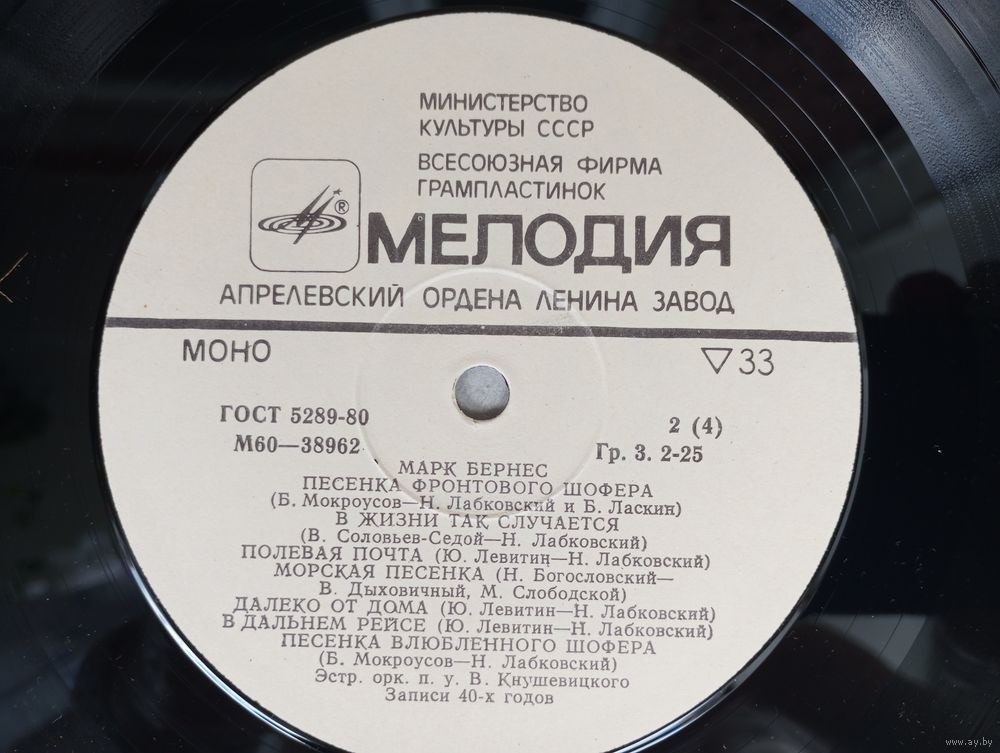 МИНИСТЕРСТВО
КУЛЬТУРЫ СССР
ВСЕСОЮЗНАЯ ФИРМА
ГРАМПЛАСТИНОК
®
МЕЛОДИЯ
АПРЕЛЕВСКИЙ ОРДЕНА ЛЕНИНА ЗАВОД
МОНО
▽ 33
ГОСТ 5289-80
М60—38962
2 (4)
Гр. 3. 2-25
МАРК БЕРНЕС
ПЕСЕНКА ФРОНТОВОГО ШОФЕРА
(Б. Мокроусов—Н. Лабковский и Б. Ласкин)
В ЖИЗНИ ТАК СЛУЧАЕТСЯ
(В. Соловьев-Седой—Н. Лабковский)
ПОЛЕВАЯ ПОЧТА (Ю. Левитин—Н. Лабковский)
МОРСКАЯ ПЕСЕНКА (Н. Богословский—
В. Дыховичный, М. Слободской)
ДАЛЕКО ОТ ДОМА (Ю. Левитин—Н. Лабковский)
В ДАЛЬНЕМ РЕЙСЕ (Ю. Левитин—Н. Лабковский)
ПЕСЕНКА ВЛЮБЛЕННОГО ШОФЕРА
(Б. Мокроусов—Н. Лабковский)
Эстр. орк. п. у. В. Кнушевицкого
Записи 40-х годов
www.ay.by